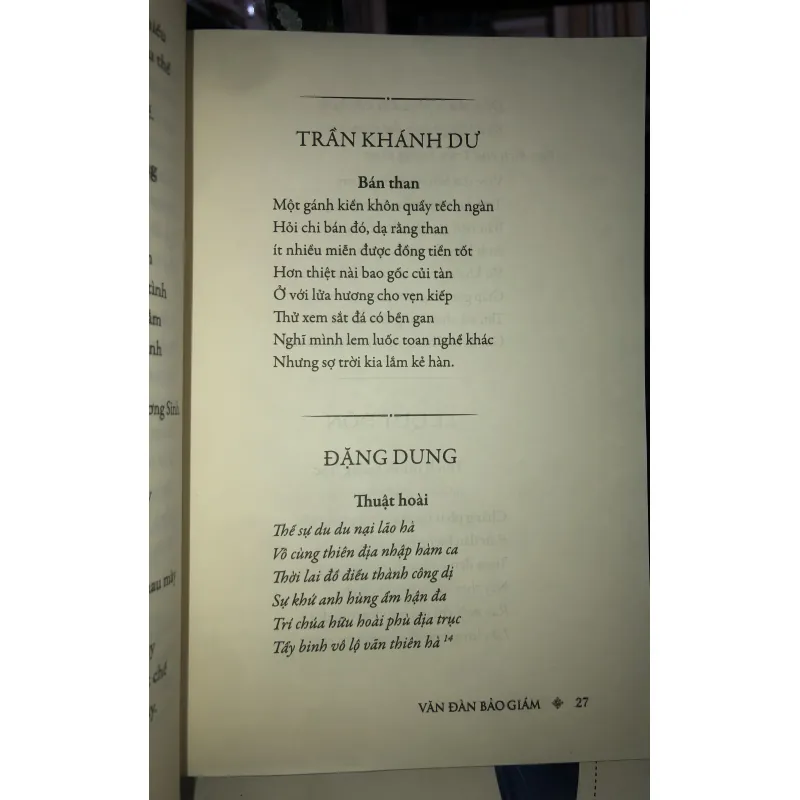 TRẦN KHÁNH DƯ
Bán than
Một gánh kiền khôn quẩy tếch ngàn
Hỏi chi bán đó, dạ rằng than
ít nhiều miễn được đồng tiền tốt
Hơn thiệt nài bao gốc củi tàn
Ở với lửa hương cho vẹn kiếp
Thử xem sắt đá có bền gan
Nghĩ mình lem luốc toan nghề khác
Nhưng sợ trời kia lắm kẻ hàn.
ĐẶNG DUNG
Thuật hoài
Thế sự du du nại lão hà
Vô cùng thiên địa nhập hàm ca
Thời lai đồ điếu thành công dị
Sự khứ anh hùng ẩm hận đa
Trí chúa hữu hoài phù địa trục
Tẩy binh vô lộ vãn thiên hà 14
VĂN ĐÀN BẢO GIÁM 27